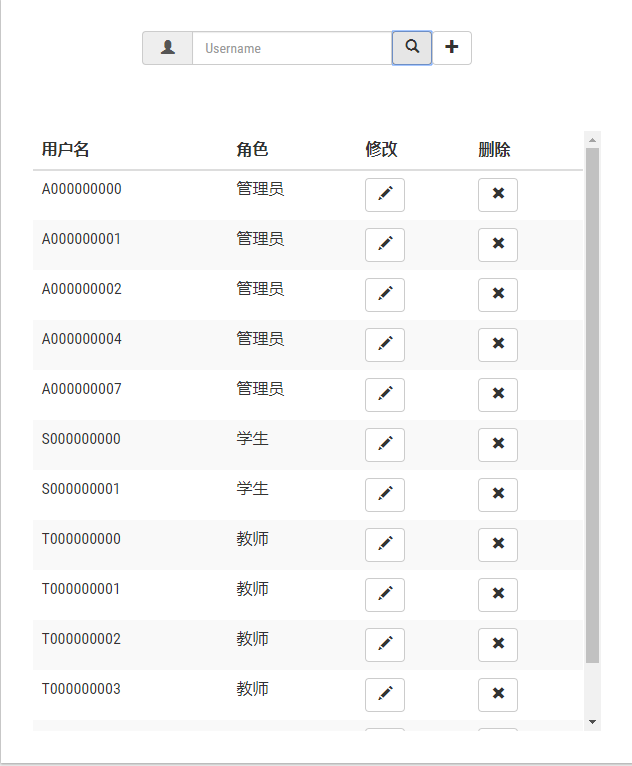 Username
用户名 角色 修改 删除
A000000000 管理员
A000000001 管理员
A000000002 管理员
A000000004 管理员
A000000007 管理员
S000000000 学生
S000000001 学生
T000000000 教师
T000000001 教师
T000000002 教师
T000000003 教师